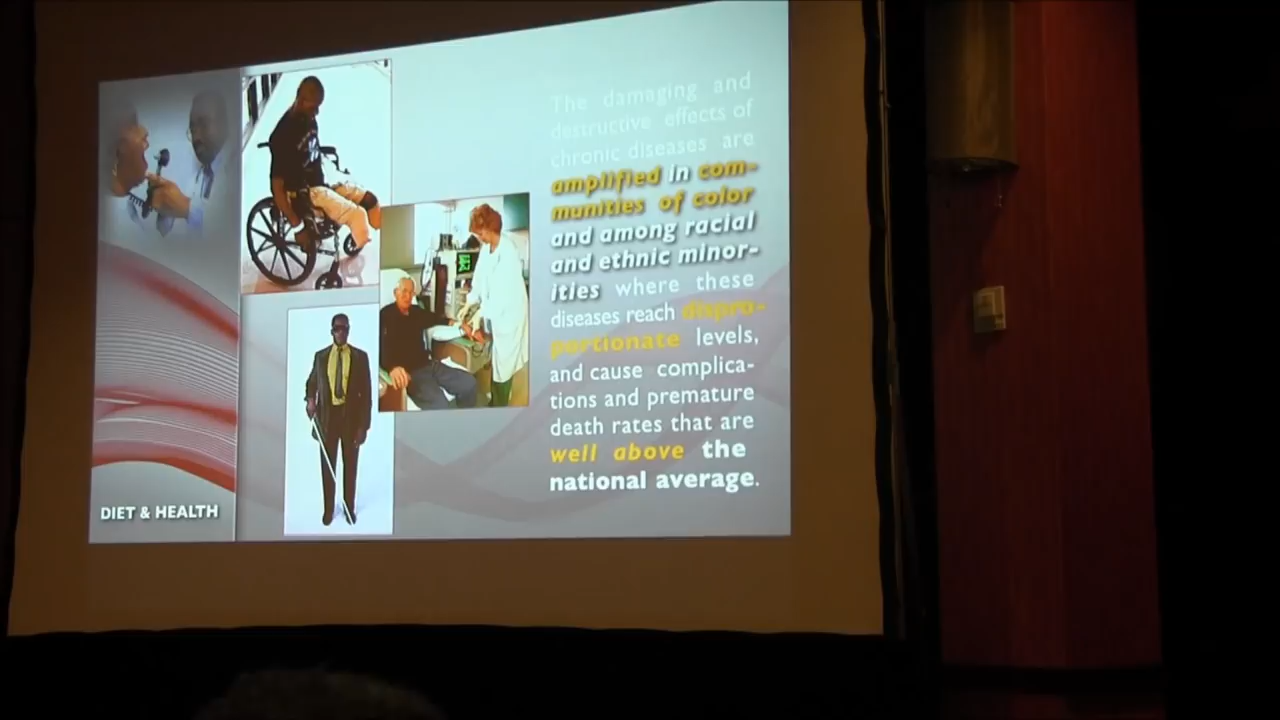 The damaging and
destructive effects of
chronic diseases are
amplified in com-
munities of color
and among racial
and ethnic minor-
ities where these
diseases reach dispro-
portionate levels,
and cause complica-
tions and premature
death rates that are
well above the
national average.
DIET & HEALTH